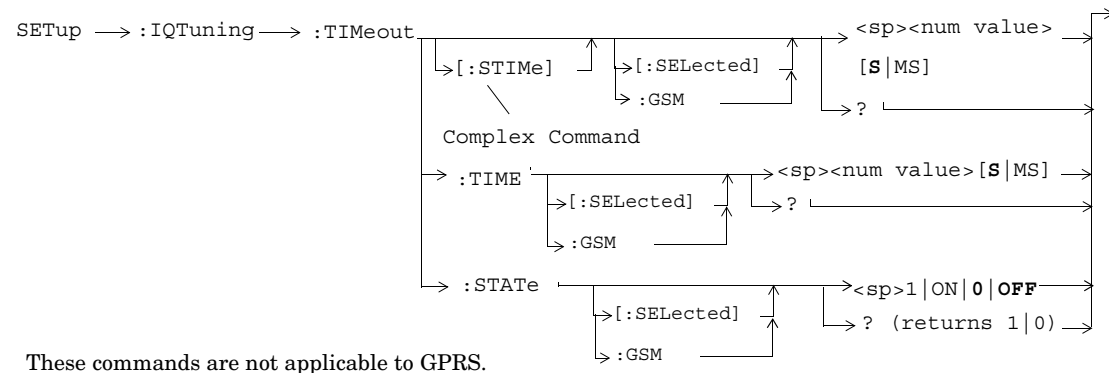 SETup :IQTuning :TIMeout <sp><num value>
[:STIMe] [:SELected] [S|MS]
:GSM ?
Complex Command
:TIME <sp><num value>[S|MS]
[:SELected] ?
:GSM
:STATe <sp>1|ON|0|OFF
[:SELected] ? (returns 1|0)
:GSM
These commands are not applicable to GPRS.